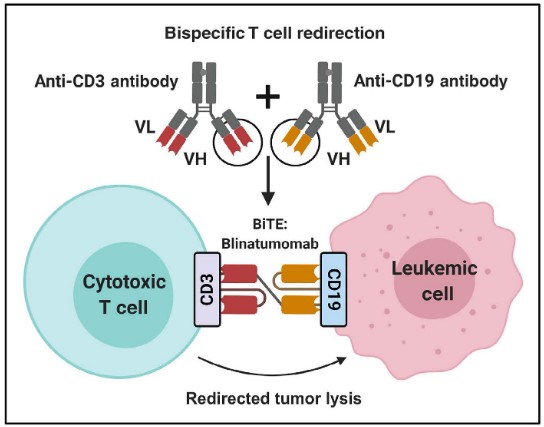 Bispecific T cell redirection
Anti-CD3 antibody
+
Anti-CD19 antibody
VL
VH
VH
VL
BiTE:
Blinatumomab
Cytotoxic
T cell
CD3
CD19
Leukemic
cell
Redirected tumor lysis